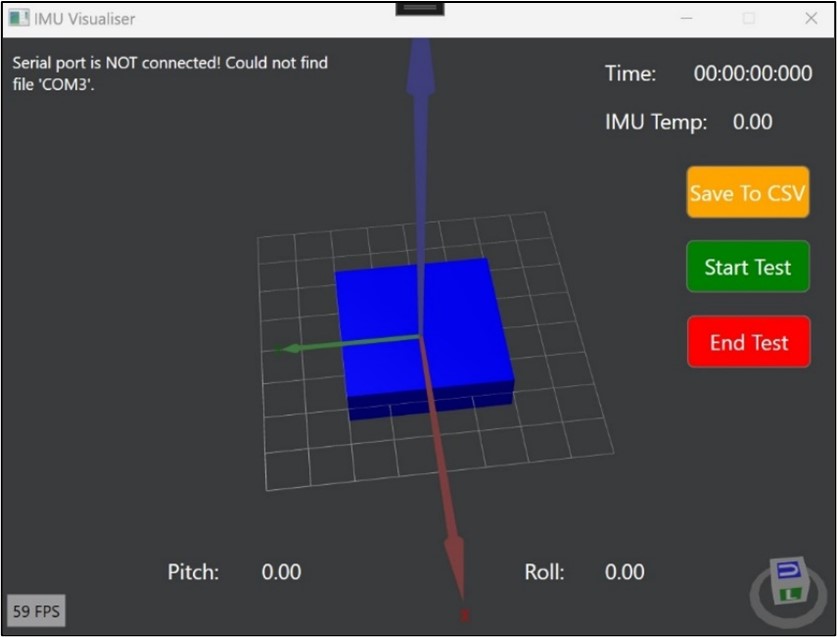 IMU Visualiser
Serial port is NOT connected! Could not find
file 'COM3'.
Time: 00:00:00:000
IMU Temp: 0.00
Save To CSV
Start Test
End Test
Pitch: 0.00
Roll: 0.00
59 FPS
U
L